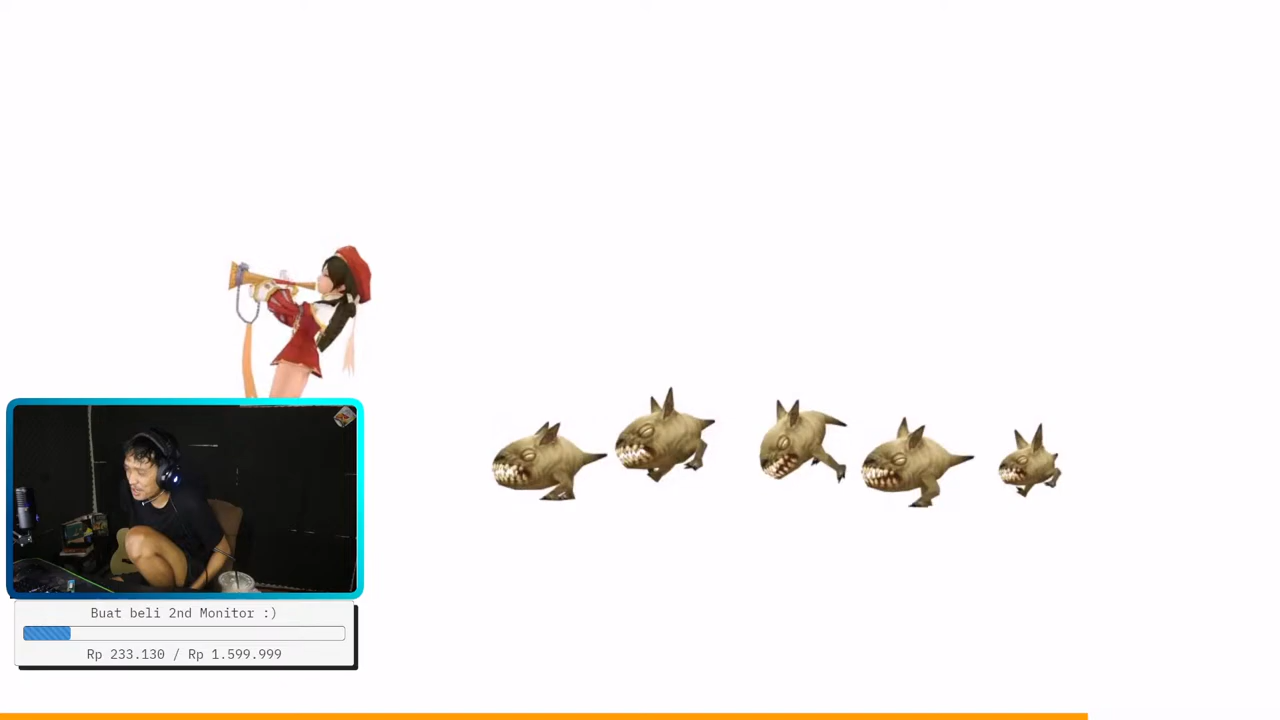 Buat beli 2nd Monitor :)
Rp 233.130 / Rp 1.599.999